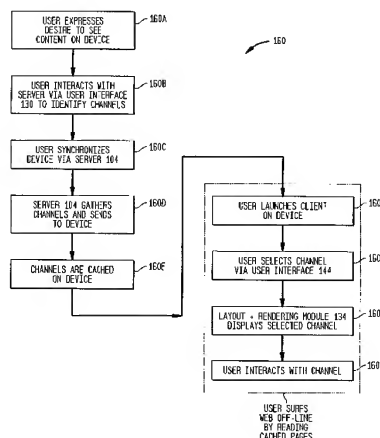 USER EXPRESSES
DESIRE TO SEE
CONTENT ON DEVICE
160A
160
USER INTERACTS WITH
SERVER VIA USER INTERFACE
130 TO IDENTIFY CHANNELS
160B
USER SYNCHRONIZES
DEVICE VIA SERVER 104
160C
SERVER 104 GATHERS
CHANNELS AND SENDS
TO DEVICE
160D
CHANNELS ARE CACHED
ON DEVICE
160E
USER LAUNCHES CLIENT
ON DEVICE
160
USER SELECTS CHANNEL
VIA USER INTERFACE 144
160
LAYOUT + RENDERING MODULE 134
DISPLAYS SELECTED CHANNEL
160
USER INTERACTS WITH CHANNEL
160
USER SURFS
WEB OFF-LINE
BY READING
CACHED PAGES